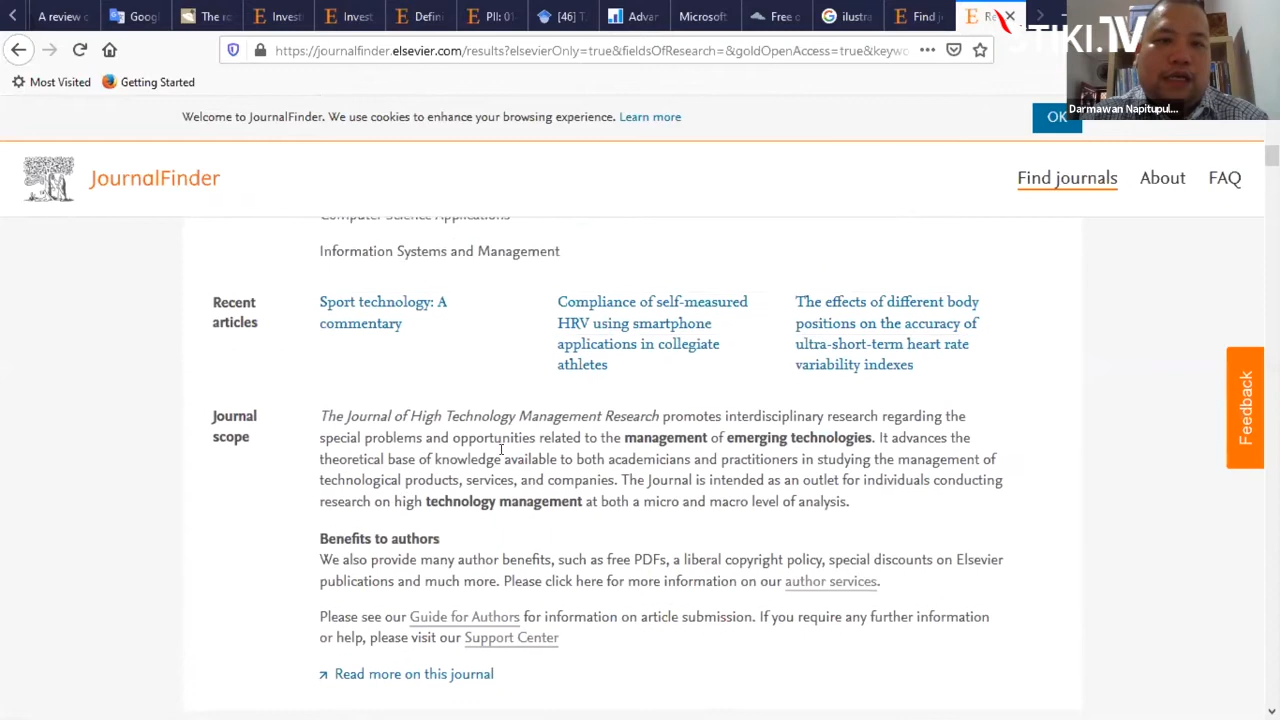 A review o
Googl
The ro
Investi
Invest
Defin
PII: 01
[46] T
Advan
Microsoft
Free c
illustra
Find jo
STIKI.TV
https://journalfinder.elsevier.com/results?elsevierOnly=true&fieldsOfResearch=&goldOpenAccess=true&keywo
Most Visited
Getting Started
Darmawan Napitupul...
Welcome to JournalFinder. We use cookies to enhance your browsing experience. Learn more
OK
JournalFinder
Find journals
About
FAQ
Computer Science Applications
Information Systems and Management
Recent
articles
Sport technology: A
commentary
Compliance of self-measured
HRV using smartphone
applications in collegiate
athletes
The effects of different body
positions on the accuracy of
ultra-short-term heart rate
variability indexes
Journal
scope
The Journal of High Technology Management Research promotes interdisciplinary research regarding the
special problems and opportunities related to the management of emerging technologies. It advances the
theoretical base of knowledge available to both academicians and practitioners in studying the management of
technological products, services, and companies. The Journal is intended as an outlet for individuals conducting
research on high technology management at both a micro and macro level of analysis.
Benefits to authors
We also provide many author benefits, such as free PDFs, a liberal copyright policy, special discounts on Elsevier
publications and much more. Please click here for more information on our author services.
Please see our Guide for Authors for information on article submission. If you require any further information
or help, please visit our Support Center
Read more on this journal
Feedback